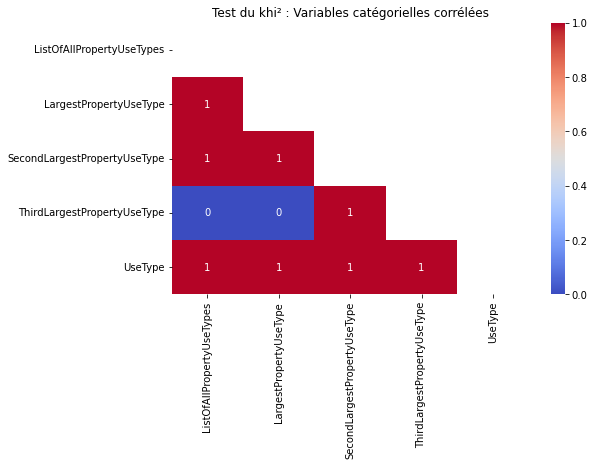 Test du khi² : Variables catégorielles corrélées
ListOfAllPropertyUseTypes
LargestPropertyUseType
1
SecondLargestPropertyUseType
1 1
ThirdLargestPropertyUseType
0 0 1
UseType
1 1 1 1
ListOfAllPropertyUseTypes
LargestPropertyUseType
SecondLargestPropertyUseType
ThirdLargestPropertyUseType
UseType
1.0
0.8
0.6
0.4
0.2
0.0